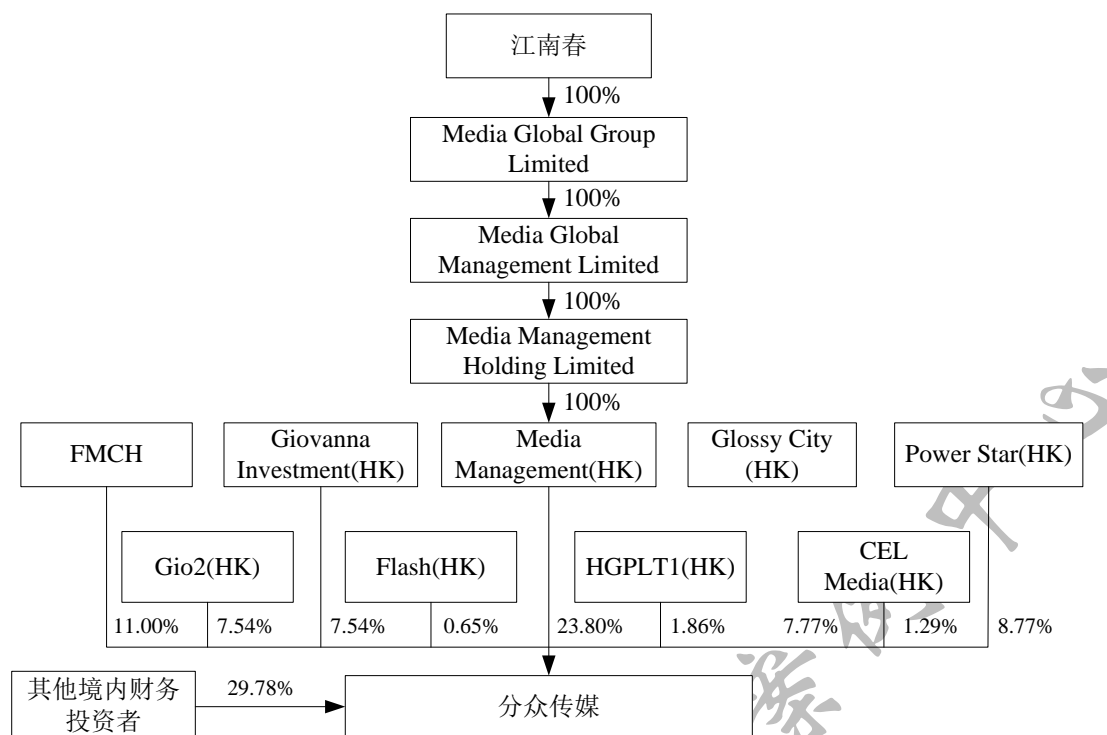 江南春
100%
Media Global Group
Limited
100%
Media Global
Management Limited
100%
Media Management
Holding Limited
100%
FMCH
Giovanna
Investment(HK)
Media
Management(HK)
Glossy City
(HK)
Power Star(HK)
Gio2(HK)
Flash(HK)
HGPLT1(HK)
CEL
Media(HK)
11.00%
7.54%
7.54%
0.65%
23.80%
1.86%
7.77%
1.29%
8.77%
其他境内财务
投资者
29.78%
分众传媒